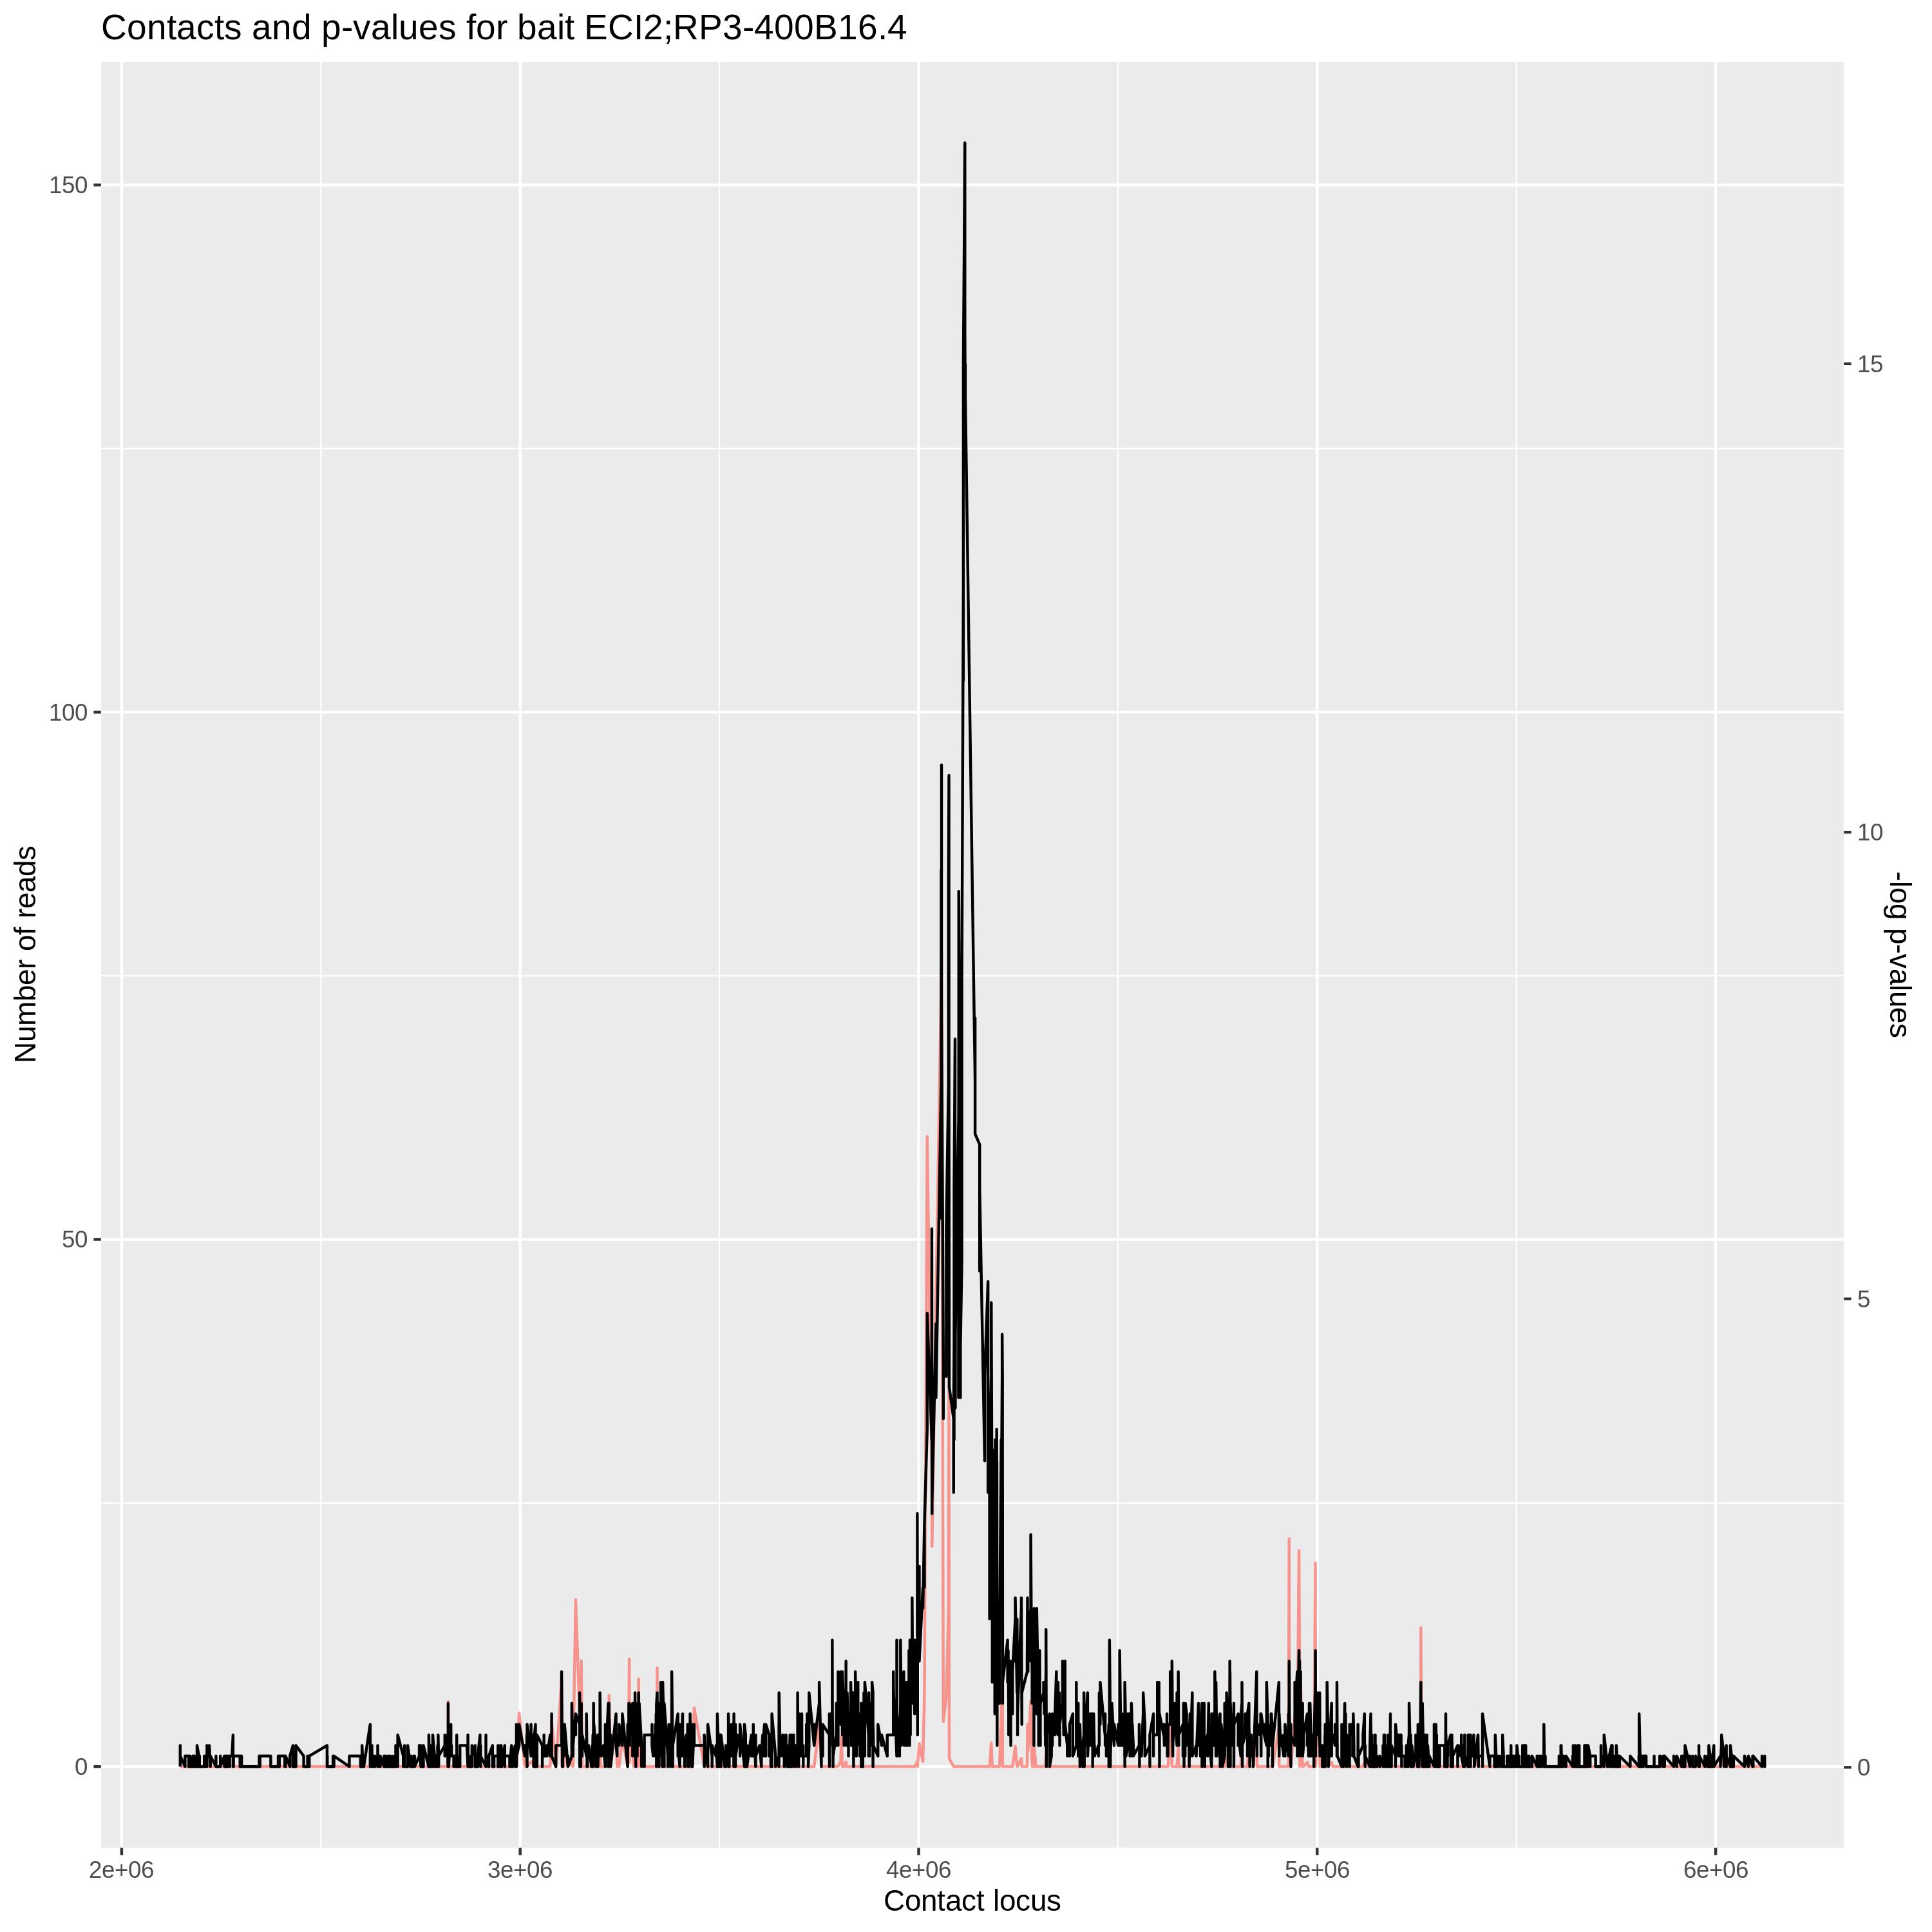 Contacts and p-values for bait ECI2;RP3-400B16.4
150
100
50
0
Number of reads
15
10
5
0
-log p-values
2e+06
3e+06
4e+06
5e+06
6e+06
Contact locus